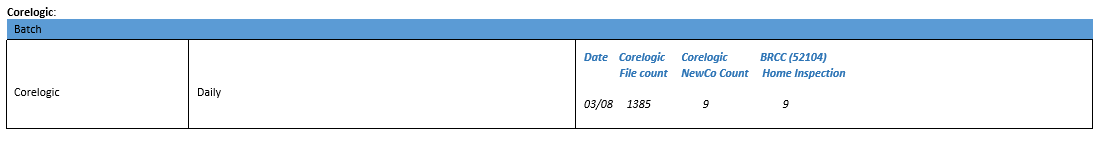 Corelogic:
Batch
Date Corelogic Corelogic BRCC (52104)
File count NewCo Count Home Inspection
Corelogic Daily
03/08 1385 9 9